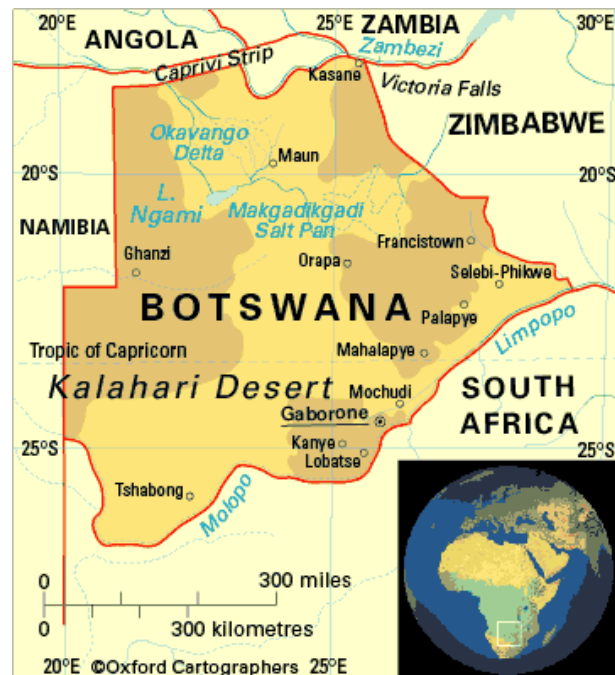 20°E
25°E
30°E
ANGOLA
ZAMBIA
Zambezi
Caprivi Strip
Kasane
Victoria Falls
ZIMBABWE
Okavango
Delta
Maun
20°S
20°S
L.
Ngami
Makgadikgadi
Salt Pan
NAMIBIA
Ghanzi
Orapa
Francistown
Selebi-Phikwe
BOTSWANA
Palapye
Limpopo
Tropic of Capricorn
Mahalapye
Kalahari Desert
Mochudi
SOUTH
AFRICA
Gaborone
Kanye
Lobatse
25°S
25°S
Tshabong
Molopo
0
300 miles
0
300 kilometres
20°E
©Oxford Cartographers
25°E